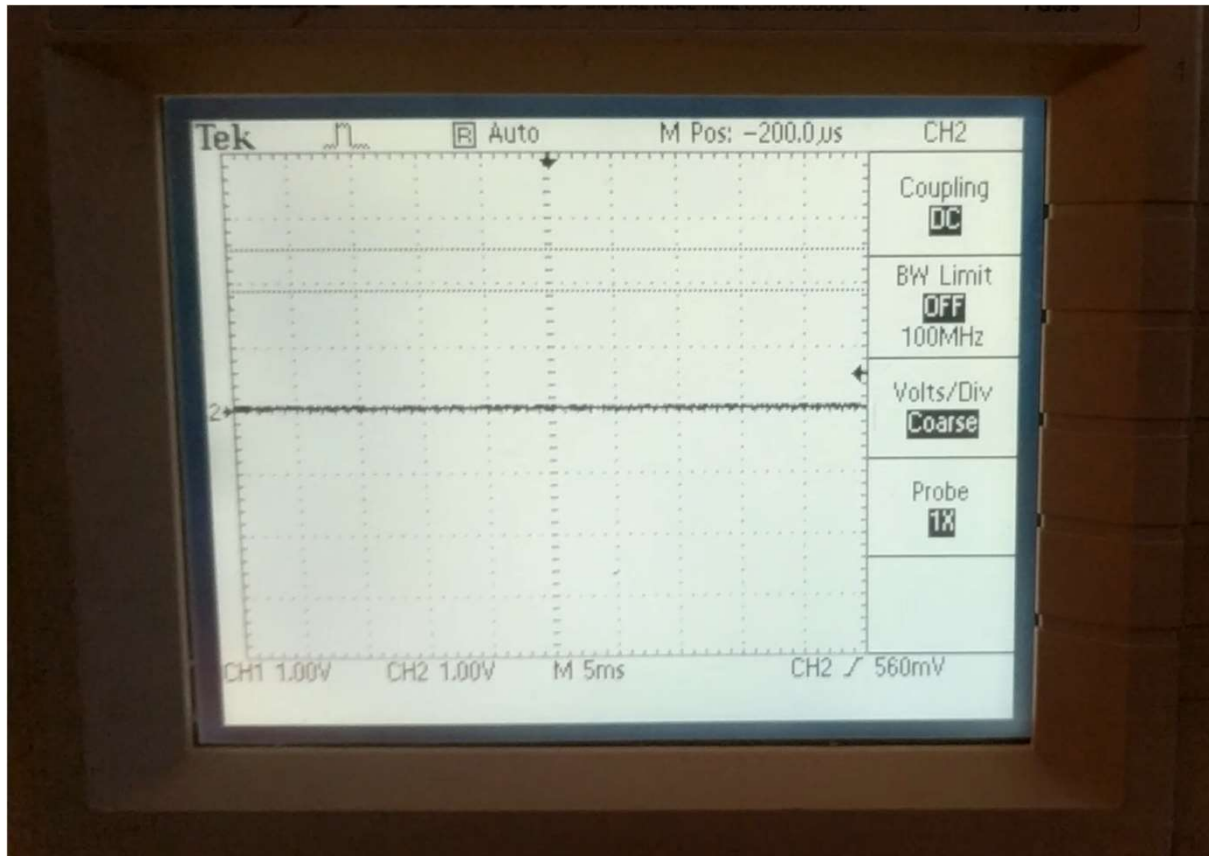 Tek R Auto M Pos: -200.0µs CH2
Coupling
DC
BW Limit
OFF
100MHz
Volts/Div
Coarse
Probe
1X
2
CH1 1.00V CH2 1.00V M 5ms CH2 560mV